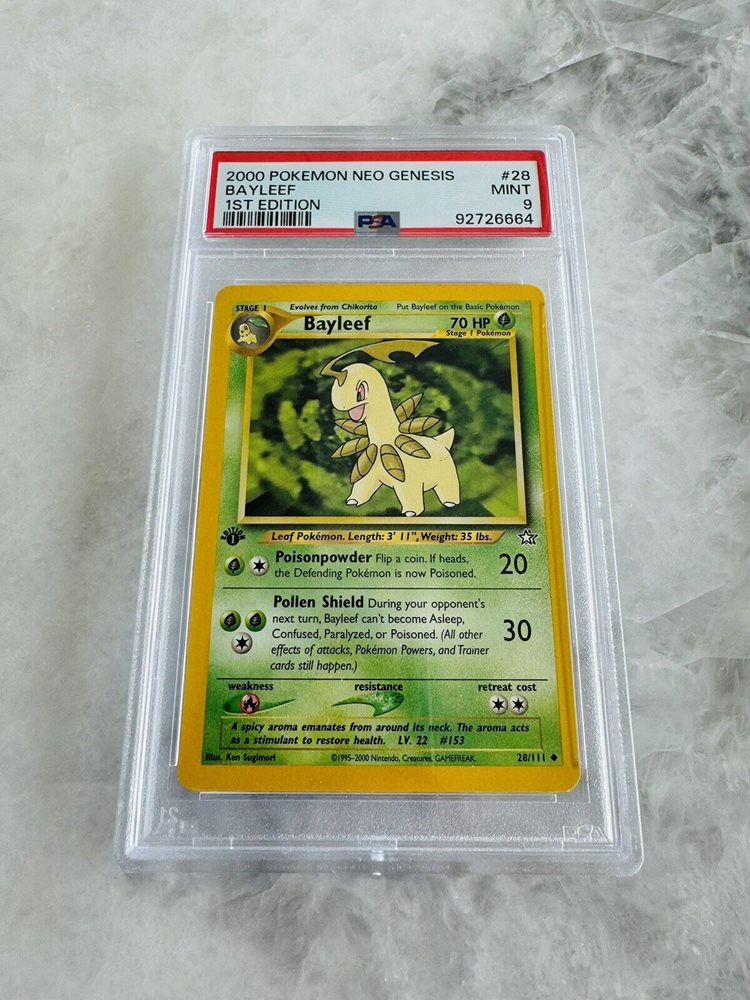 2000 POKEMON NEO GENESIS #28
BAYLEEF MINT
1ST EDITION 9
PSA 92726664
STAGE 1 Evolves from Chikorita Put Bayleef on the Basic Pokémon
Bayleef 70 HP
Stage 1 Pokémon
EDITION
1
Leaf Pokémon. Length: 3' 11", Weight: 35 lbs.
Poisonpowder Flip a coin. If heads,
the Defending Pokémon is now Poisoned. 20
Pollen Shield During your opponent's
next turn, Bayleef can't become Asleep,
Confused, Paralyzed, or Poisoned. (All other 30
effects of attacks, Pokémon Powers, and Trainer
cards still happen.)
weakness resistance retreat cost
A spicy aroma emanates from around its neck. The aroma acts
as a stimulant to restore health. LV. 22 #153
Illus. Ken Sugimori ©1995-2000 Nintendo, Creatures, GAMEFREAK. 28/111
PSA